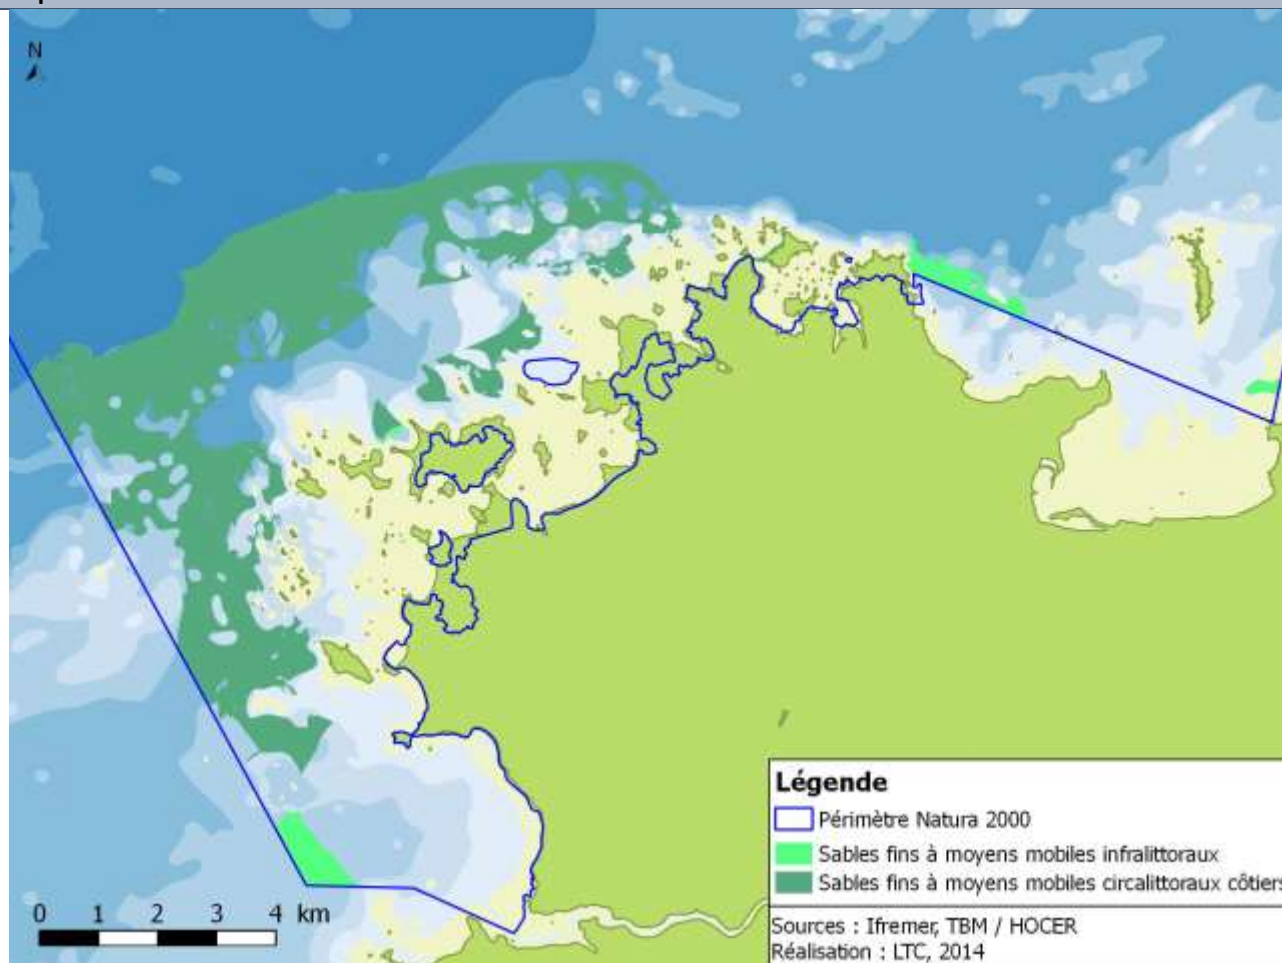 N
0 1 2 3 4 km
Légende
Périmètre Natura 2000
Sables fins à moyens mobiles infralittoraux
Sables fins à moyens mobiles circalittoraux côtiers
Sources : Ifremer, TBM / HOCER
Réalisation : LTC, 2014